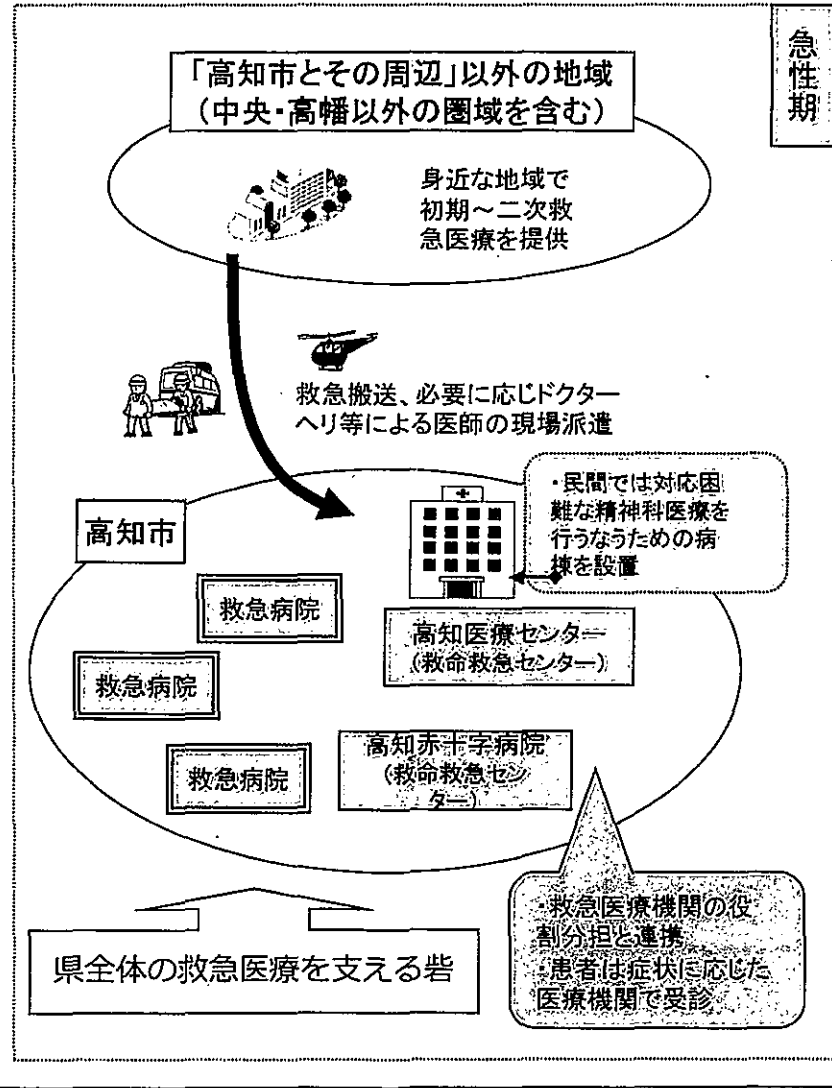 急性期
「高知市とその周辺」以外の地域
(中央・高幡以外の圏域を含む)
身近な地域で
初期～二次救
急医療を提供
救急搬送、必要に応じドクター
ヘリ等による医師の現場派遣
・民間では対応困
難な精神科医療を
行うなうための病
棟を設置
高知市
救急病院
高知医療センター
(救命救急センター)
救急病院
高知赤十字病院
(救命救急セン
ター)
救急病院
・救急医療機関の役
割分担と連携
・患者は症状に応じた
医療機関で受診
県全体の救急医療を支える砦